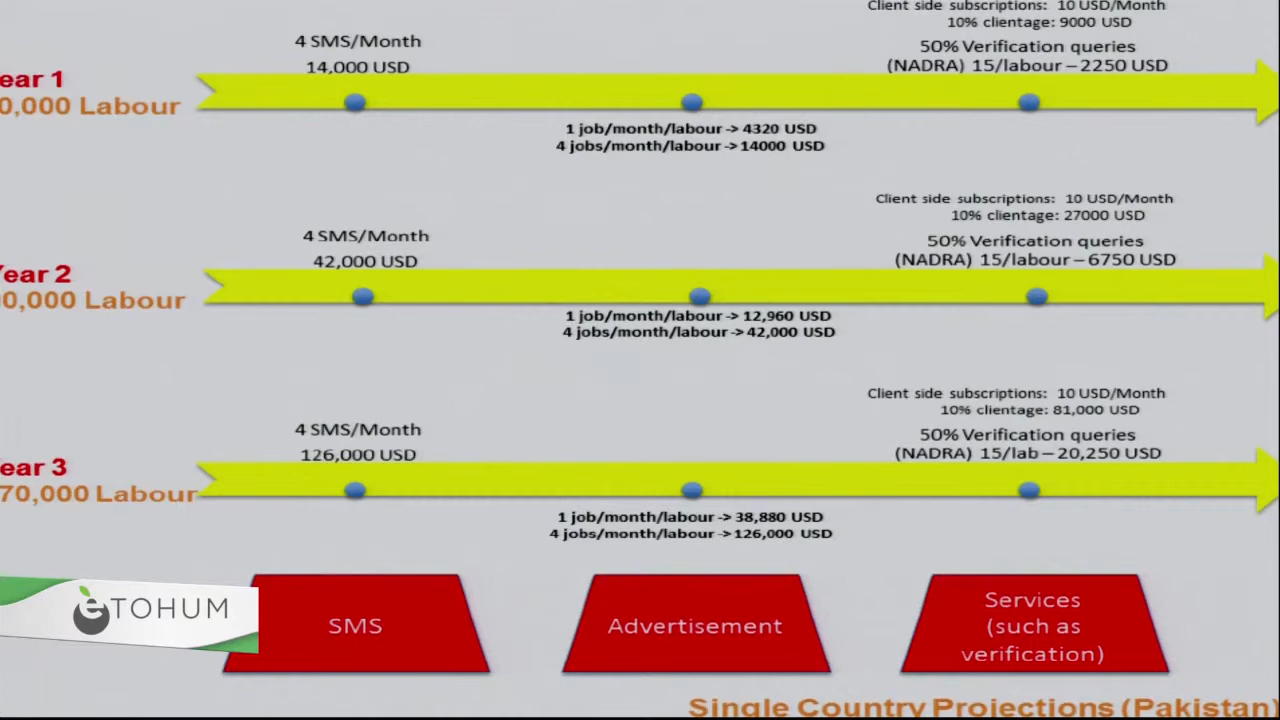 Client side subscriptions: 10 USD/Month
10% clientage: 9000 USD
4 SMS/Month
50% Verification queries
14,000 USD
(NADRA) 15/labour – 2250 USD
ear 1
0,000 Labour
1 job/month/labour -> 4320 USD
4 jobs/month/labour -> 14000 USD
Client side subscriptions: 10 USD/Month
10% clientage: 27000 USD
4 SMS/Month
50% Verification queries
42,000 USD
(NADRA) 15/labour – 6750 USD
Year 2
0,000 Labour
1 job/month/labour -> 12,960 USD
4 jobs/month/labour -> 42,000 USD
Client side subscriptions: 10 USD/Month
10% clientage: 81,000 USD
4 SMS/Month
50% Verification queries
126,000 USD
(NADRA) 15/lab – 20,250 USD
ear 3
70,000 Labour
1 job/month/labour -> 38,880 USD
4 jobs/month/labour -> 126,000 USD
eTOHUM
SMS
Advertisement
Services
(such as
verification)
Single Country Projections (Pakistan)